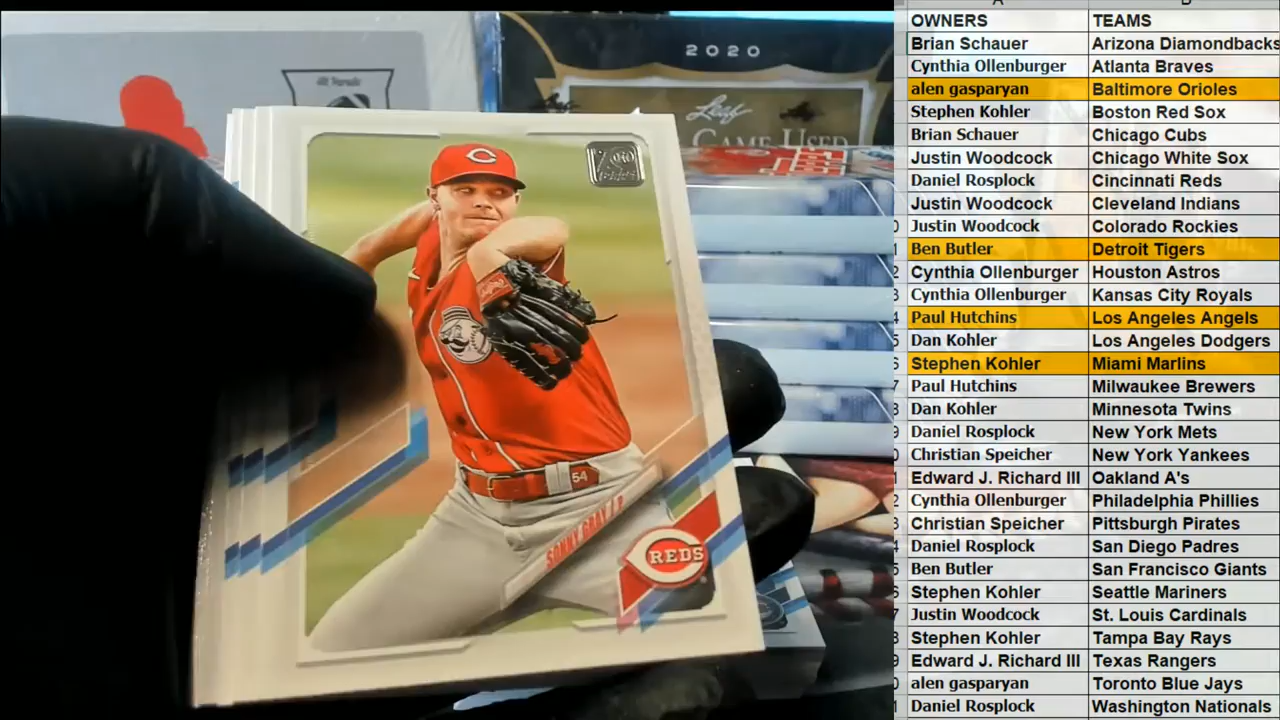 2020
Leaf
GAME USED
C
70
54
SONNY GRAY / P
REDS
OWNERS TEAMS
Brian Schauer Arizona Diamondbacks
Cynthia Ollenburger Atlanta Braves
alen gasparyan Baltimore Orioles
Stephen Kohler Boston Red Sox
Brian Schauer Chicago Cubs
Justin Woodcock Chicago White Sox
Daniel Rosplock Cincinnati Reds
Justin Woodcock Cleveland Indians
Justin Woodcock Colorado Rockies
Ben Butler Detroit Tigers
Cynthia Ollenburger Houston Astros
Cynthia Ollenburger Kansas City Royals
Paul Hutchins Los Angeles Angels
Dan Kohler Los Angeles Dodgers
Stephen Kohler Miami Marlins
Paul Hutchins Milwaukee Brewers
Dan Kohler Minnesota Twins
Daniel Rosplock New York Mets
Christian Speicher New York Yankees
Edward J. Richard III Oakland A's
Cynthia Ollenburger Philadelphia Phillies
Christian Speicher Pittsburgh Pirates
Daniel Rosplock San Diego Padres
Ben Butler San Francisco Giants
Stephen Kohler Seattle Mariners
Justin Woodcock St. Louis Cardinals
Stephen Kohler Tampa Bay Rays
Edward J. Richard III Texas Rangers
alen gasparyan Toronto Blue Jays
Daniel Rosplock Washington Nationals